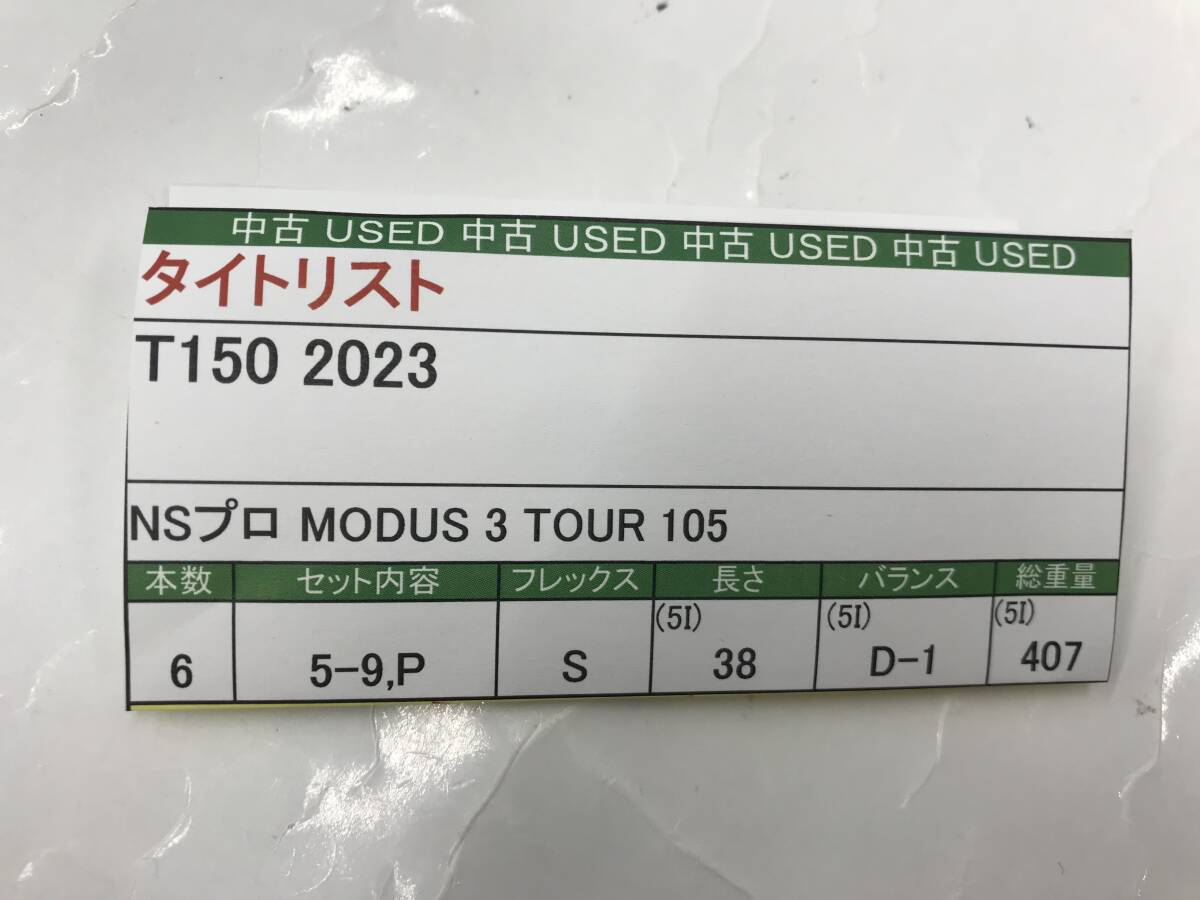 中古 USED 中古 USED 中古 USED 中古 USED
タイトリスト
T150 2023
NSプロ MODUS 3 TOUR 105
本数 セット内容 フレックス 長さ バランス 総重量
(5I) (5I) (5I)
6 5-9,P S 38 D-1 407